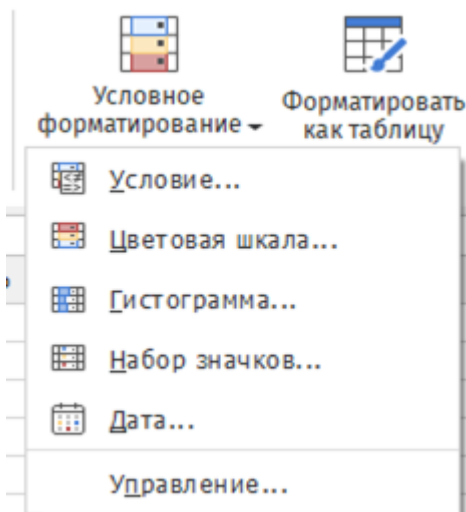 Условное
форматирование
Форматировать
как таблицу
Условие...
Цветовая шкала...
Гистограмма...
Набор значков...
Дата...
Управление...